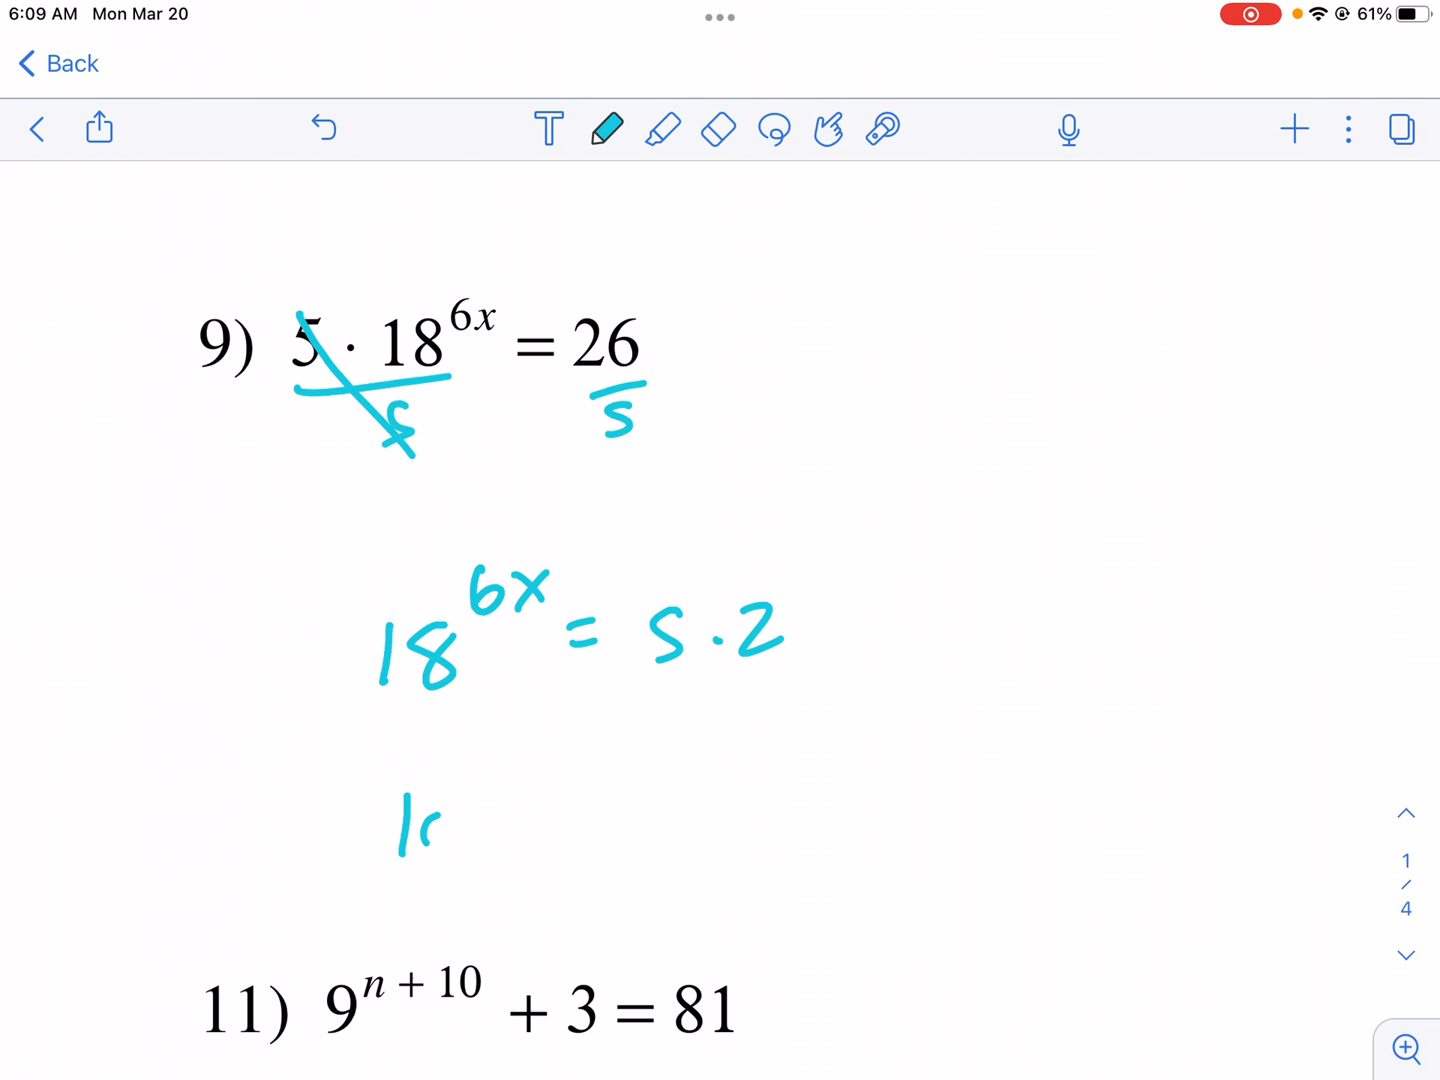 6:09 AM Mon Mar 20 61%
Back
T
9) 5 · 18^{6x} = 26
5 5
18^{6x} = 5.2
lo
1
/
4
11) 9^{n + 10} + 3 = 81